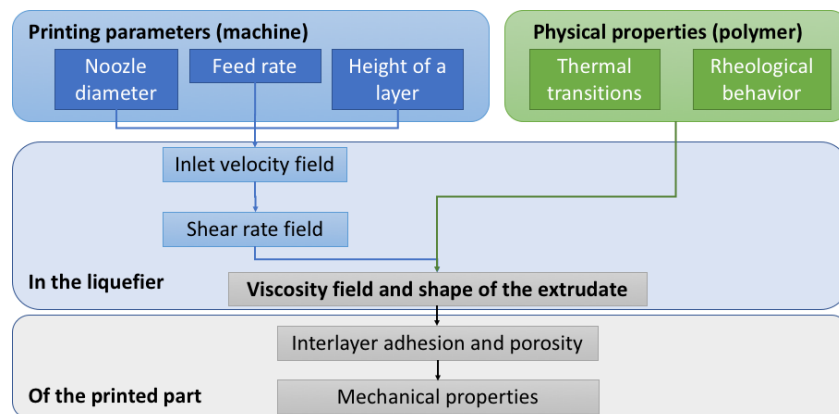 Printing parameters (machine)
Physical properties (polymer)
Noozle
diameter
Feed rate
Height of a
layer
Thermal
transitions
Rheological
behavior
Inlet velocity field
Shear rate field
In the liquefier
Viscosity field and shape of the extrudate
Interlayer adhesion and porosity
Of the printed part
Mechanical properties